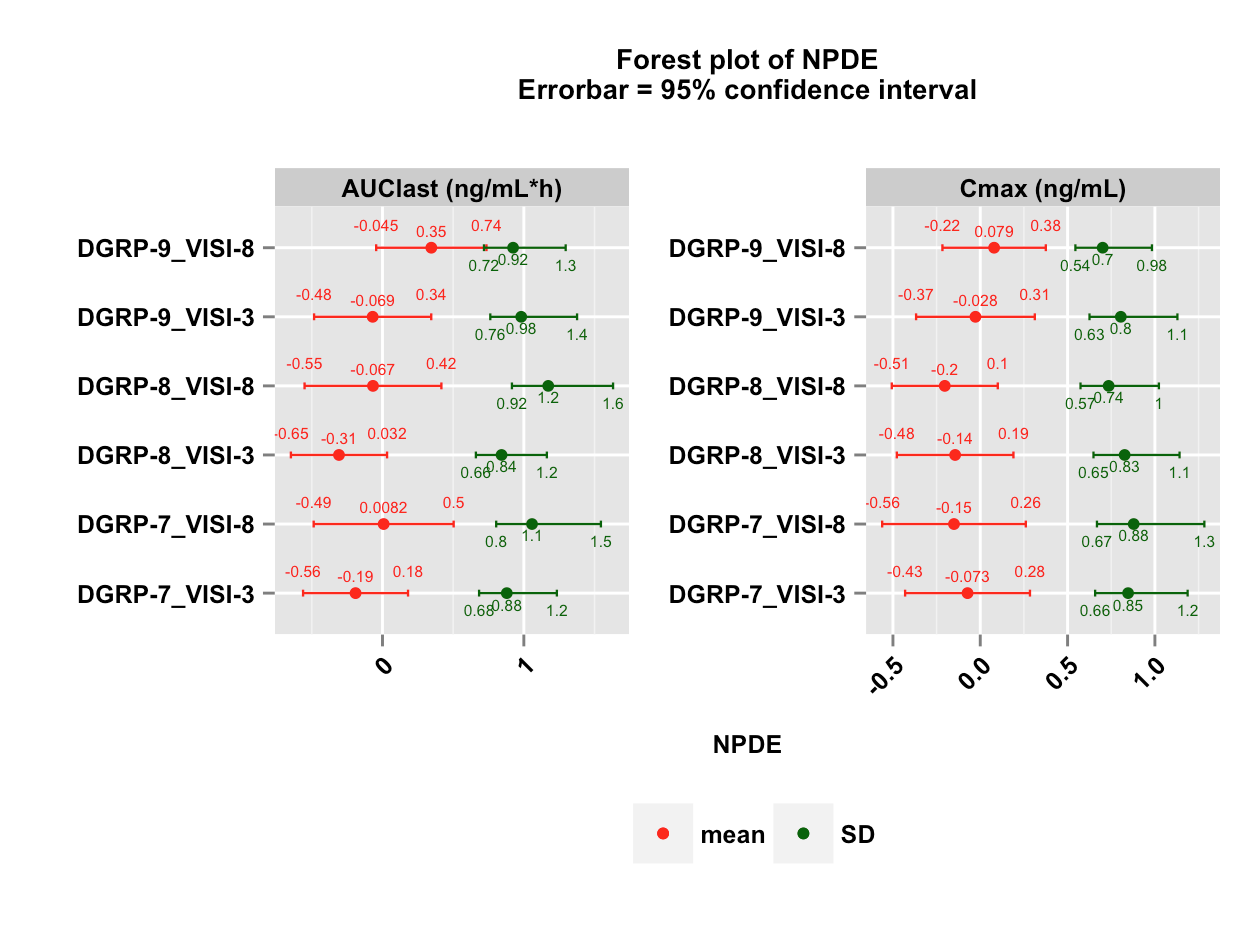 Forest plot of NPDE
Errorbar = 95% confidence interval
AUClast (ng/mL*h)
DGRP-9_VISI-8
-0.045 0.35 0.74
0.72 0.92 1.3
DGRP-9_VISI-3
-0.48 -0.069 0.34
0.76 0.98 1.4
DGRP-8_VISI-8
-0.55 -0.067 0.42
0.92 1.2 1.6
DGRP-8_VISI-3
-0.65 -0.31 0.032
0.66 0.84 1.2
DGRP-7_VISI-8
-0.49 0.0082 0.5
0.8 1.1 1.5
DGRP-7_VISI-3
-0.56 -0.19 0.18
0.68 0.88 1.2
0 1
Cmax (ng/mL)
DGRP-9_VISI-8
-0.22 0.079 0.38
0.54 0.7 0.98
DGRP-9_VISI-3
-0.37 -0.028 0.31
0.63 0.8 1.1
DGRP-8_VISI-8
-0.51 -0.2 0.1
0.57 0.74 1
DGRP-8_VISI-3
-0.48 -0.14 0.19
0.65 0.83 1.1
DGRP-7_VISI-8
-0.56 -0.15 0.26
0.67 0.88 1.3
DGRP-7_VISI-3
-0.43 -0.073 0.28
0.66 0.85 1.2
-0.5 0.0 0.5 1.0
NPDE
mean SD